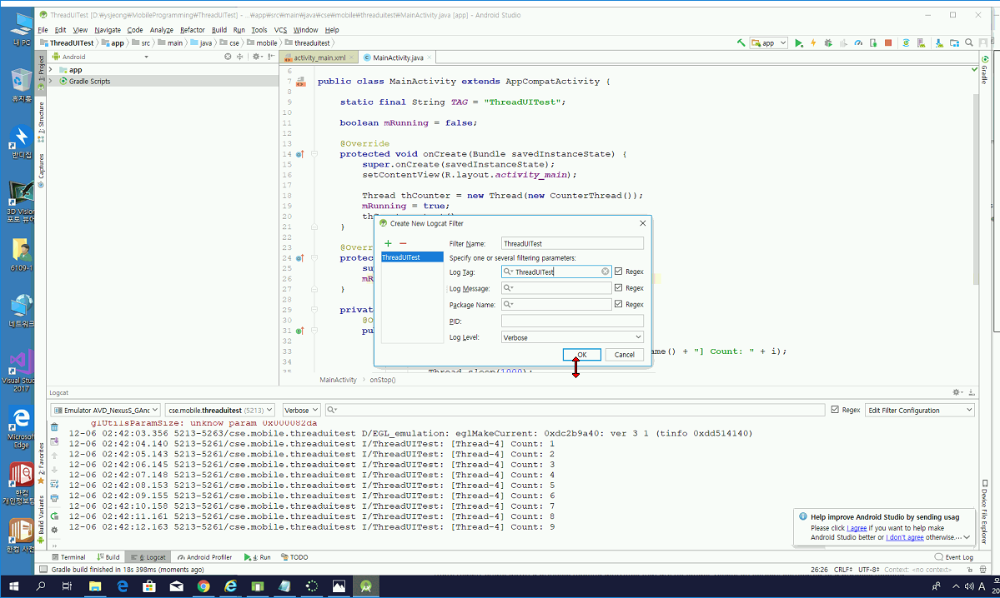 ThreadUITest [D:₩ysjeong₩MobileProgramming₩ThreadUITest] - ...₩app₩src₩main₩java₩cse₩mobile₩threaduitest₩MainActivity.java [app] - Android Studio
File Edit View Navigate Code Analyze Refactor Build Run Tools VCS Window Help
ThreadUITest app src main java cse mobile threaduitest app
Android
activity_main.xml MainActivity.java
app
Gradle Scripts
내 PC
휴지통
반디집
3D Vision
포토 뷰어
6109-1
네트워크
Visual Studio
2017
Microsoft
Edge
한컴
개인정보탐
한컴 사전
1: Project
7: Structure
Captures
2: Favorites
Build Variants
Gradle
Device File Explorer
6
7 public class MainActivity extends AppCompatActivity {
8
9 static final String TAG = "ThreadUITest";
10
11 boolean mRunning = false;
12
13 @Override
14 protected void onCreate(Bundle savedInstanceState) {
15 super.onCreate(savedInstanceState);
16 setContentView(R.layout.activity_main);
17
18 Thread thCounter = new Thread(new CounterThread());
19 mRunning = true;
20 th
21 }
22
23 @Overr
24 protec
25 su
26 mR
27 }
28
29 privat
30 @O
31 pu
32
33 ame() + "] Count: " + i);
34
35 Thread.sleep(1000);
MainActivity › onStop()
Create New Logcat Filter
ThreadUITest
Filter Name: ThreadUITest
Specify one or several filtering parameters:
Log Tag: ThreadUITest Regex
Log Message: Regex
Package Name: Regex
PID:
Log Level: Verbose
OK Cancel
Logcat
Emulator AVD_NexusS_GAnc cse.mobile.threaduitest (5213) Verbose Regex Edit Filter Configuration
glUtilsParamSize: unknow param 0x000082da
12-06 02:42:03.356 5213-5263/cse.mobile.threaduitest D/EGL_emulation: eglMakeCurrent: 0xdc2b9a40: ver 3 1 (tinfo 0xdd514140)
12-06 02:42:04.140 5213-5261/cse.mobile.threaduitest I/ThreadUITest: [Thread-4] Count: 1
12-06 02:42:05.143 5213-5261/cse.mobile.threaduitest I/ThreadUITest: [Thread-4] Count: 2
12-06 02:42:06.145 5213-5261/cse.mobile.threaduitest I/ThreadUITest: [Thread-4] Count: 3
12-06 02:42:07.148 5213-5261/cse.mobile.threaduitest I/ThreadUITest: [Thread-4] Count: 4
12-06 02:42:08.153 5213-5261/cse.mobile.threaduitest I/ThreadUITest: [Thread-4] Count: 5
12-06 02:42:09.155 5213-5261/cse.mobile.threaduitest I/ThreadUITest: [Thread-4] Count: 6
12-06 02:42:10.158 5213-5261/cse.mobile.threaduitest I/ThreadUITest: [Thread-4] Count: 7
12-06 02:42:11.161 5213-5261/cse.mobile.threaduitest I/ThreadUITest: [Thread-4] Count: 8
12-06 02:42:12.163 5213-5261/cse.mobile.threaduitest I/ThreadUITest: [Thread-4] Count: 9
Help improve Android Studio by sending usag
Please click I agree if you want to help make
Android Studio better or I don't agree otherwise....
Terminal Build 6: Logcat Android Profiler 4: Run TODO Event Log
Gradle build finished in 18s 398ms (moments ago) 26:26 CRLF UTF-8 Context: <no context>
A